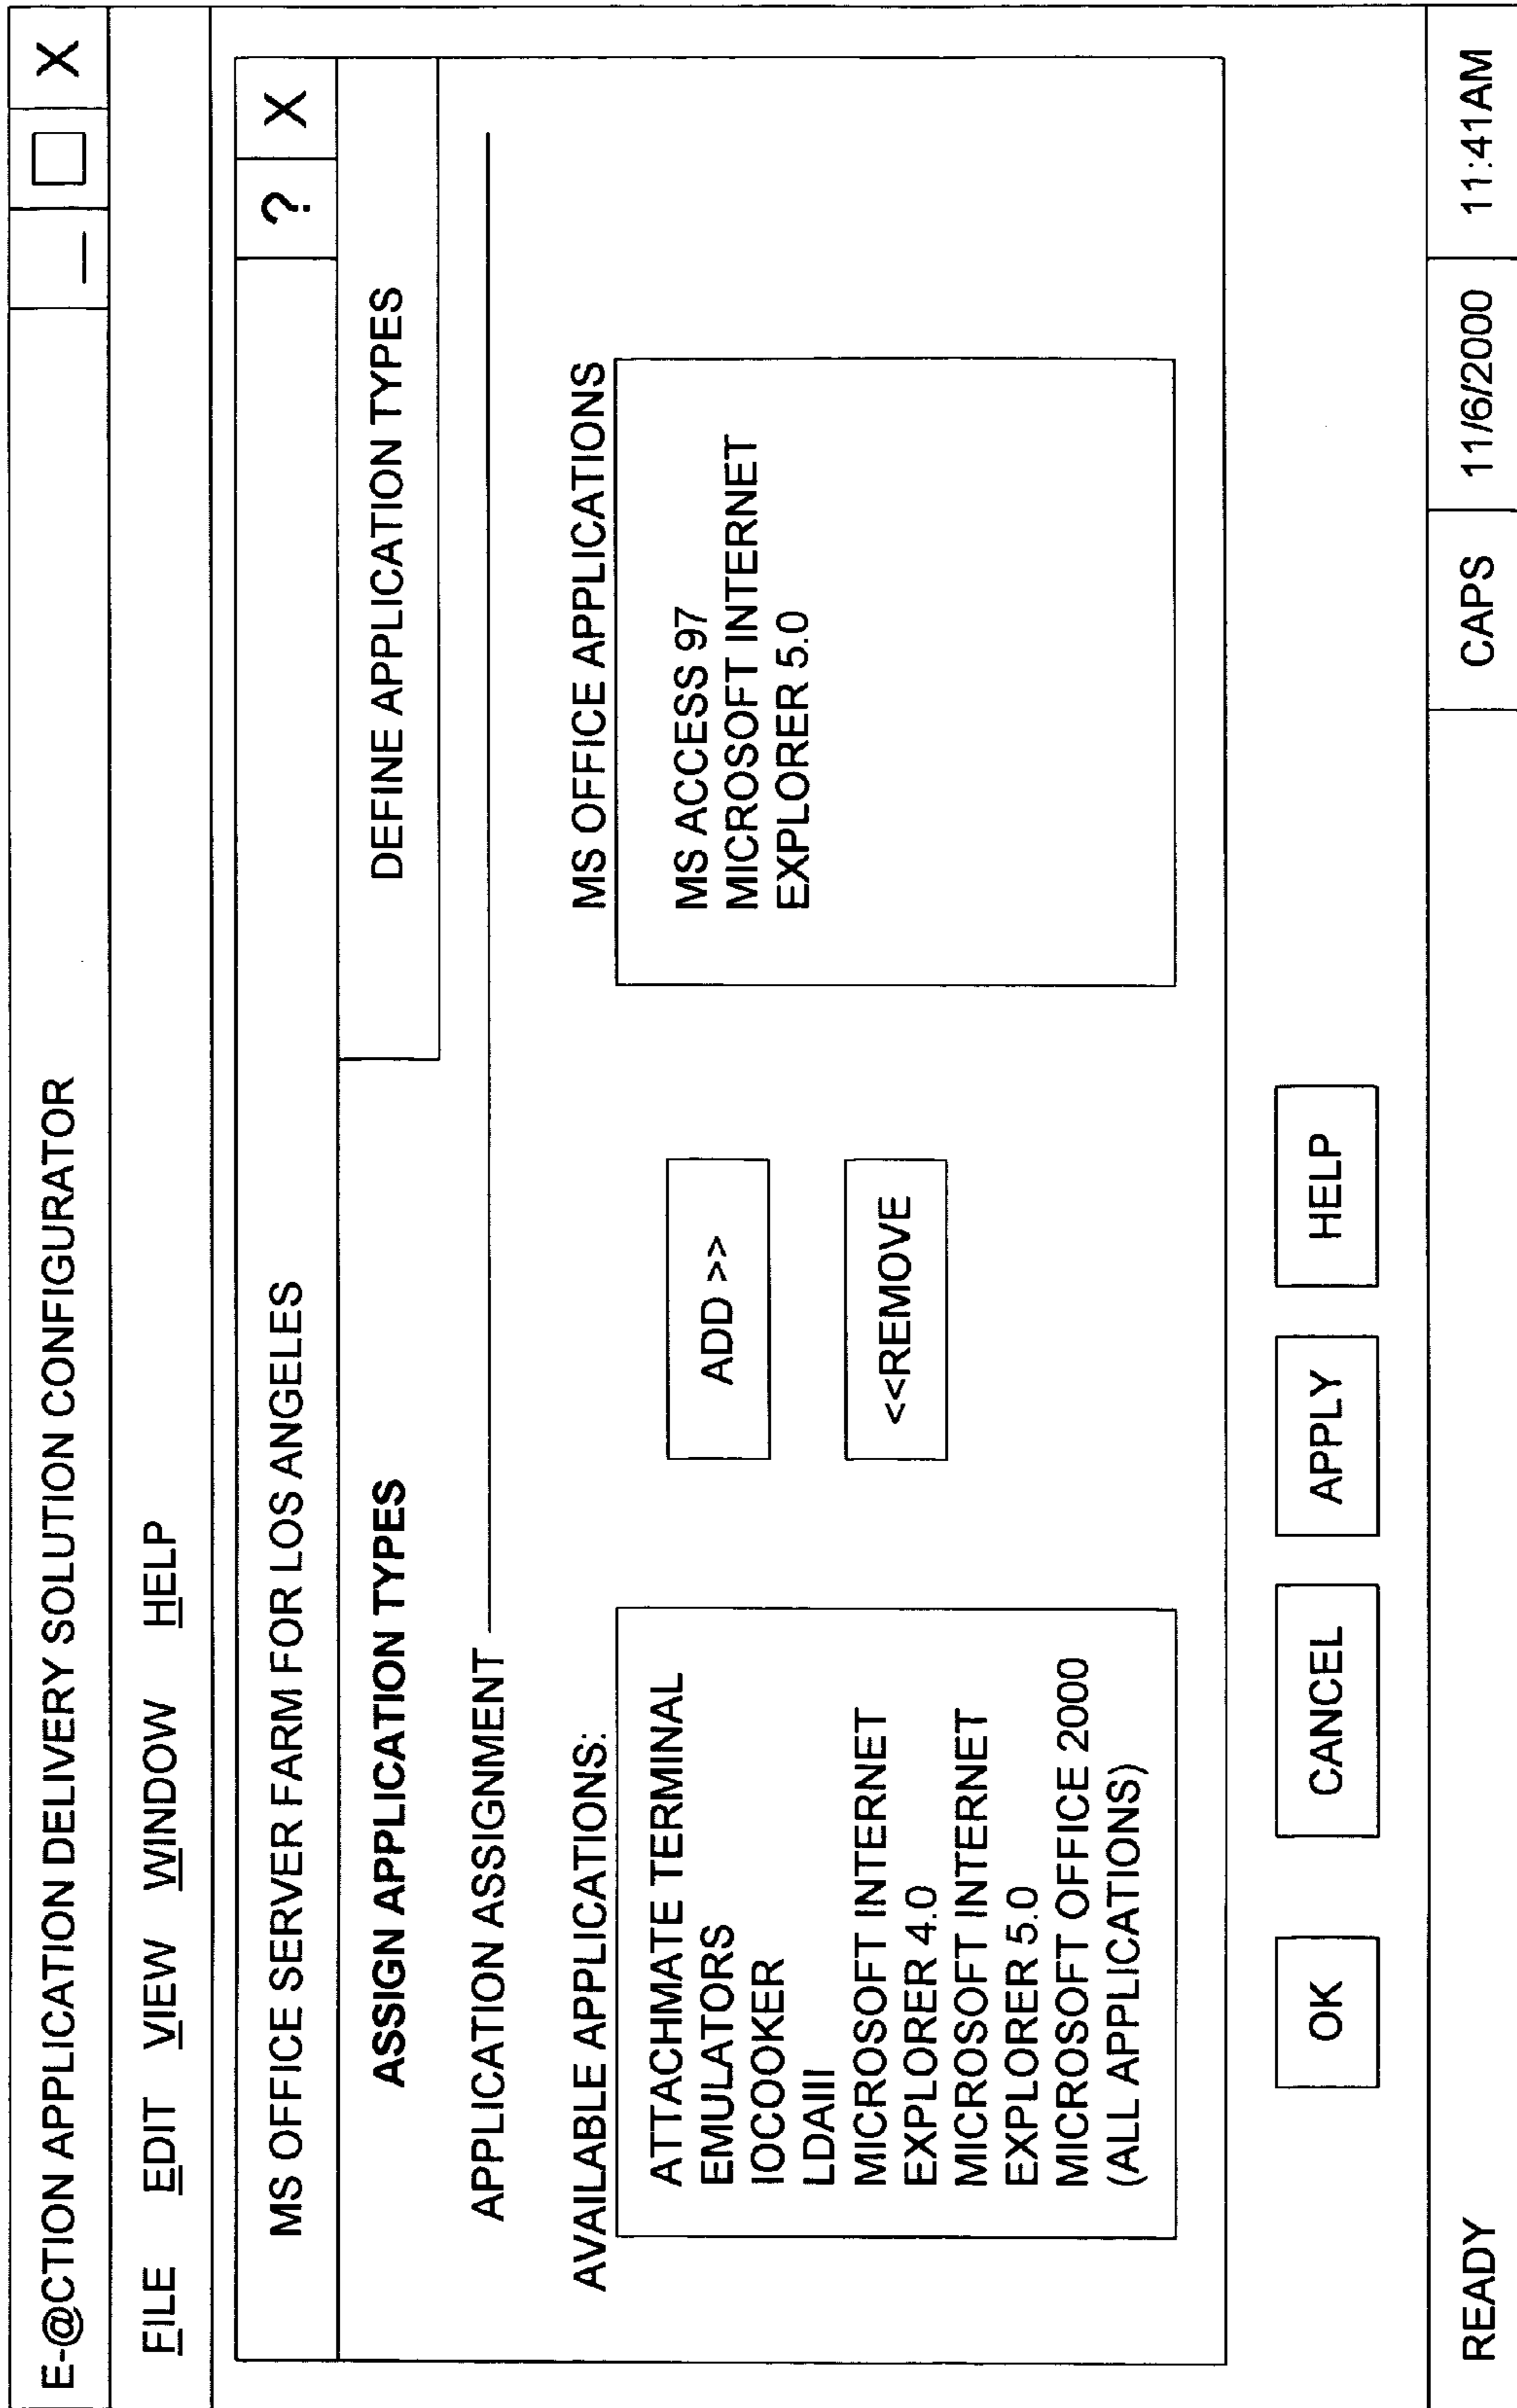 E-@CTION APPLICATION DELIVERY SOLUTION CONFIGURATOR
_ X
FILE EDIT VIEW WINDOW HELP
MS OFFICE SERVER FARM FOR LOS ANGELES
? X
ASSIGN APPLICATION TYPES
DEFINE APPLICATION TYPES
APPLICATION ASSIGNMENT
AVAILABLE APPLICATIONS:
ATTACHMATE TERMINAL
EMULATORS
IOCOOKER
LDAIII
MICROSOFT INTERNET
EXPLORER 4.0
MICROSOFT INTERNET
EXPLORER 5.0
MICROSOFT OFFICE 2000
(ALL APPLICATIONS)
ADD >>
<<REMOVE
MS OFFICE APPLICATIONS
MS ACCESS 97
MICROSOFT INTERNET
EXPLORER 5.0
OK
CANCEL
APPLY
HELP
READY
CAPS
11/6/2000
11:41AM